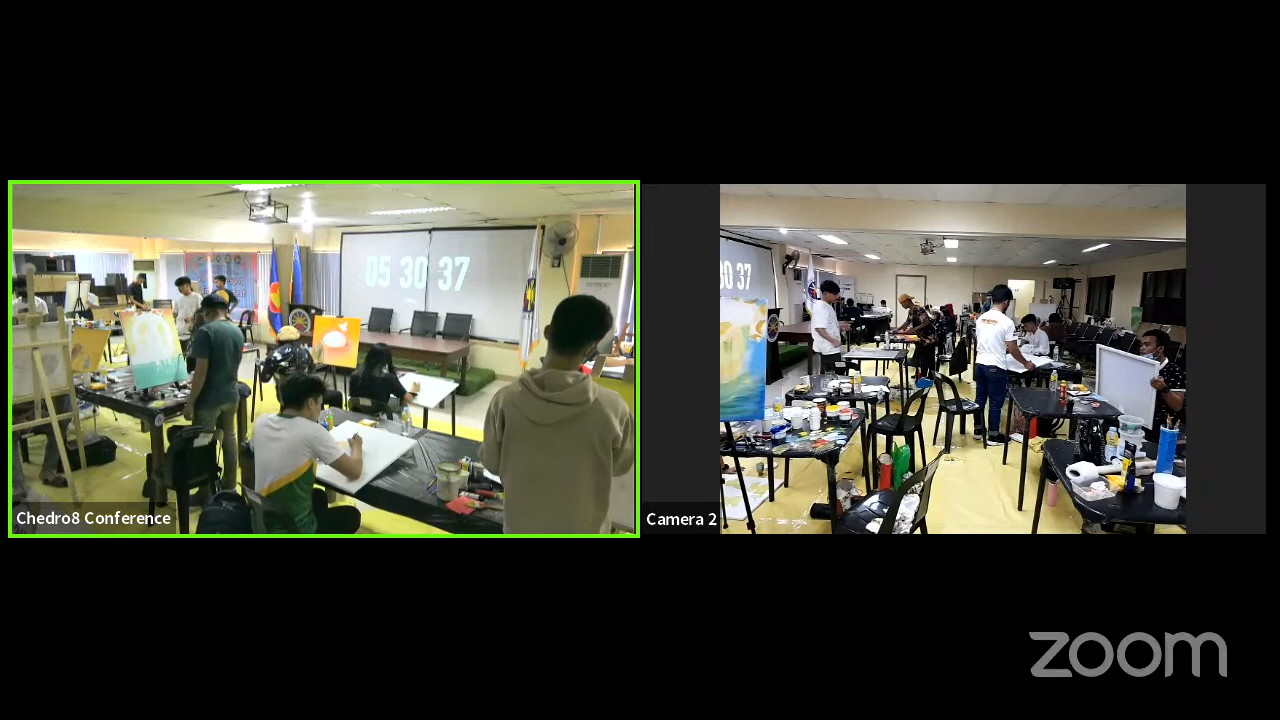 05 30 37
30 37
Chedro8 Conference
Camera 2
zoom